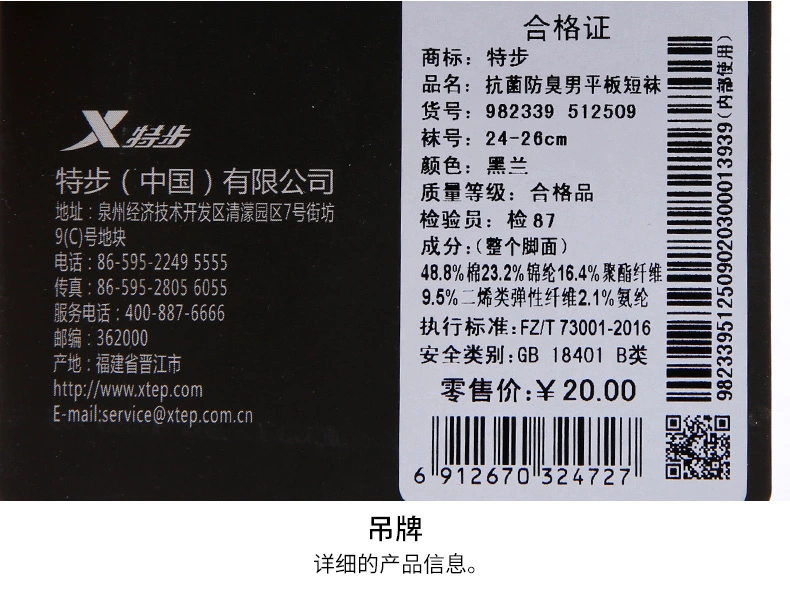 X 特步
特步（中国）有限公司
地址：泉州经济技术开发区清濛园区7号街坊
9(C)号地块
电话：86-595-2249 5555
传真：86-595-2805 6055
服务电话：400-887-6666
邮编：362000
产地：福建省晋江市
http://www.xtep.com
E-mail:service@xtep.com.cn
合格证
商标：特步
品名：抗菌防臭男平板短袜
货号：982339 512509
袜号：24-26cm
颜色：黑兰
质量等级：合格品
检验员：检87
成分：(整个脚面)
48.8%棉23.2%锦纶16.4%聚酯纤维
9.5%二烯类弹性纤维2.1%氨纶
执行标准：FZ/T 73001-2016
安全类别：GB 18401 B类
零售价：￥20.00
6 912670 324727
98233951250902030001 3939 (内部使用)
吊牌
详细的产品信息。